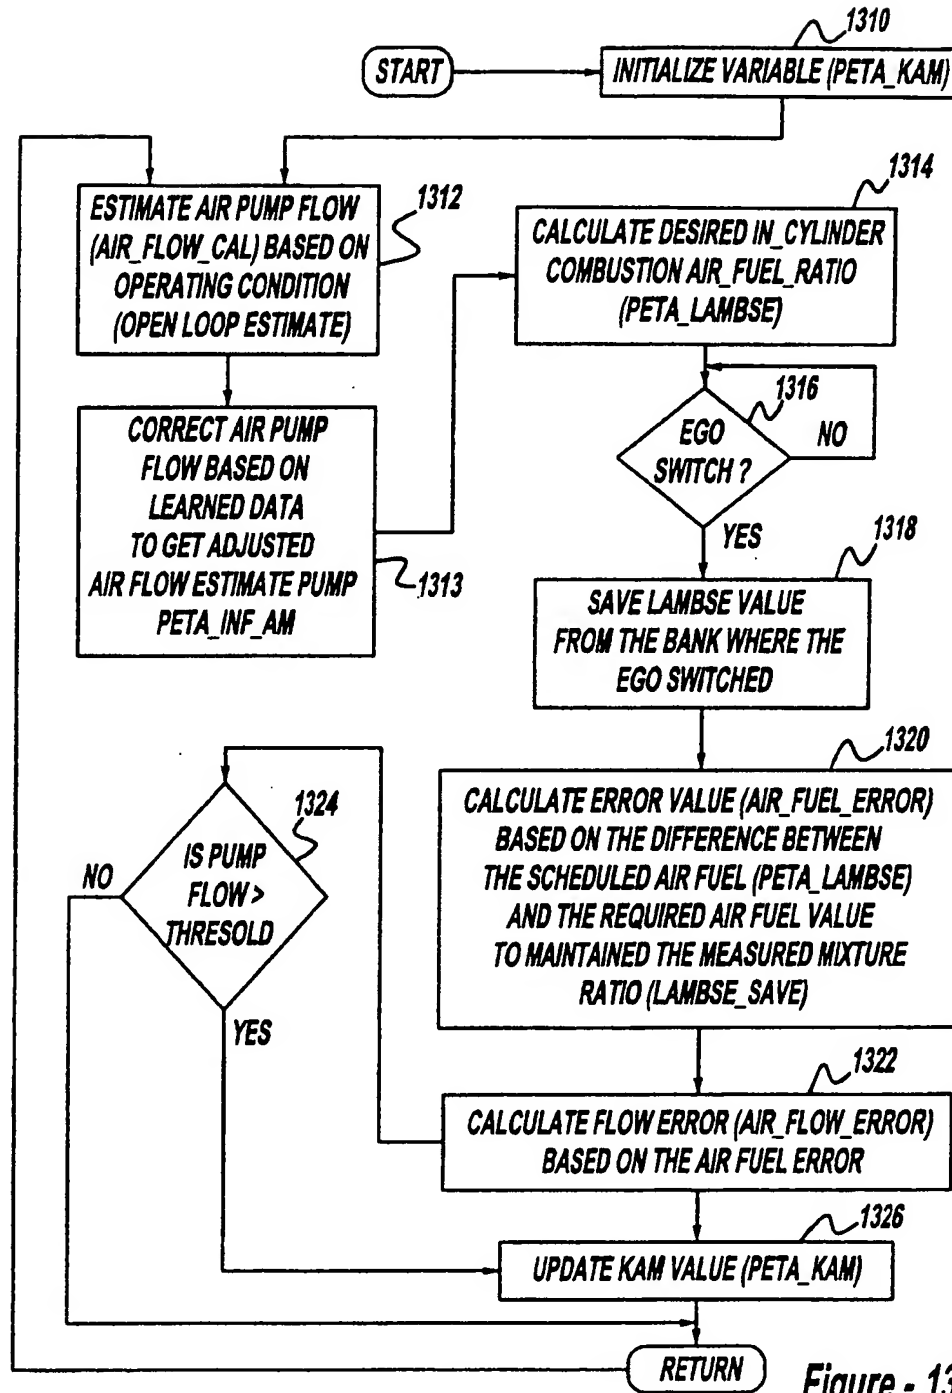 1310
START
INITIALIZE VARIABLE (PETA_KAM)
ESTIMATE AIR PUMP FLOW
(AIR_FLOW_CAL) BASED ON
OPERATING CONDITION
(OPEN LOOP ESTIMATE)
1312
1314
CALCULATE DESIRED IN_CYLINDER
COMBUSTION AIR_FUEL_RATIO
(PETA_LAMBSE)
CORRECT AIR PUMP
FLOW BASED ON
LEARNED DATA
TO GET ADJUSTED
AIR FLOW ESTIMATE PUMP
PETA_INF_AM
1313
1316
EGO
SWITCH ?
NO
YES
1318
SAVE LAMBSE VALUE
FROM THE BANK WHERE THE
EGO SWITCHED
1320
CALCULATE ERROR VALUE (AIR_FUEL_ERROR)
BASED ON THE DIFFERENCE BETWEEN
THE SCHEDULED AIR FUEL (PETA_LAMBSE)
AND THE REQUIRED AIR FUEL VALUE
TO MAINTAINED THE MEASURED MIXTURE
RATIO (LAMBSE_SAVE)
1322
CALCULATE FLOW ERROR (AIR_FLOW_ERROR)
BASED ON THE AIR FUEL ERROR
1324
IS PUMP
FLOW >
THRESOLD
NO
YES
1326
UPDATE KAM VALUE (PETA_KAM)
RETURN
Figure - 13